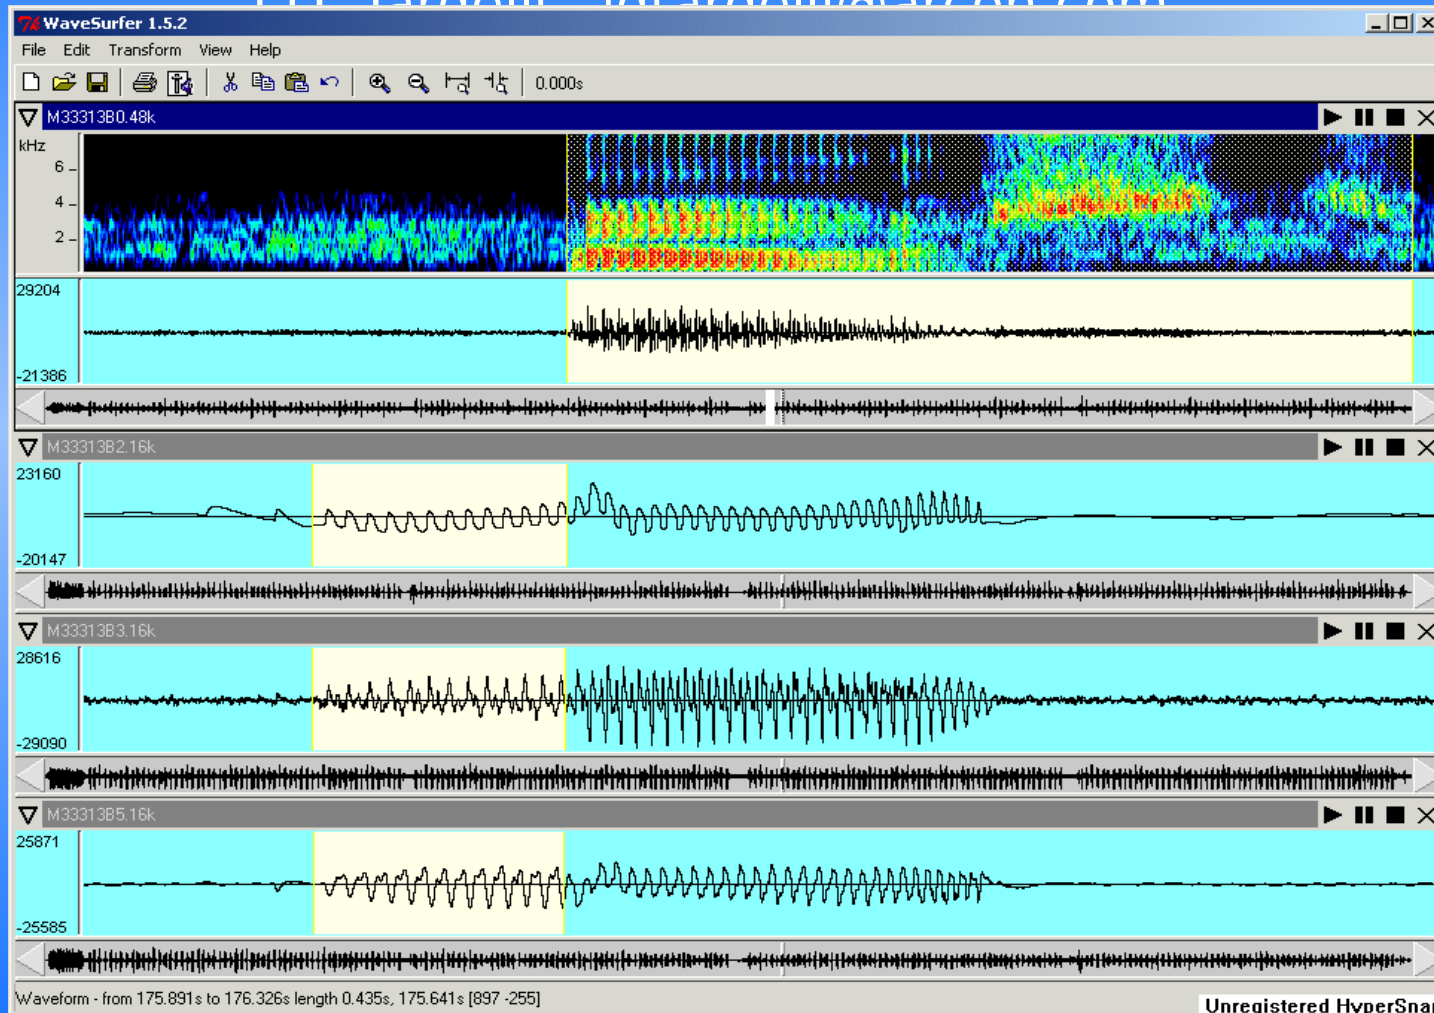 WaveSurfer 1.5.2
File Edit Transform View Help
0.000s
M33313B0.48k
kHz
6
4
2
29204
-21386
M33313B2.16k
23160
-20147
M33313B3.16k
28616
-29090
M33313B5.16k
25871
-25585
Waveform - from 175.891s to 176.326s length 0.435s, 175.641s [897 -255]
Unregistered HyperSnap